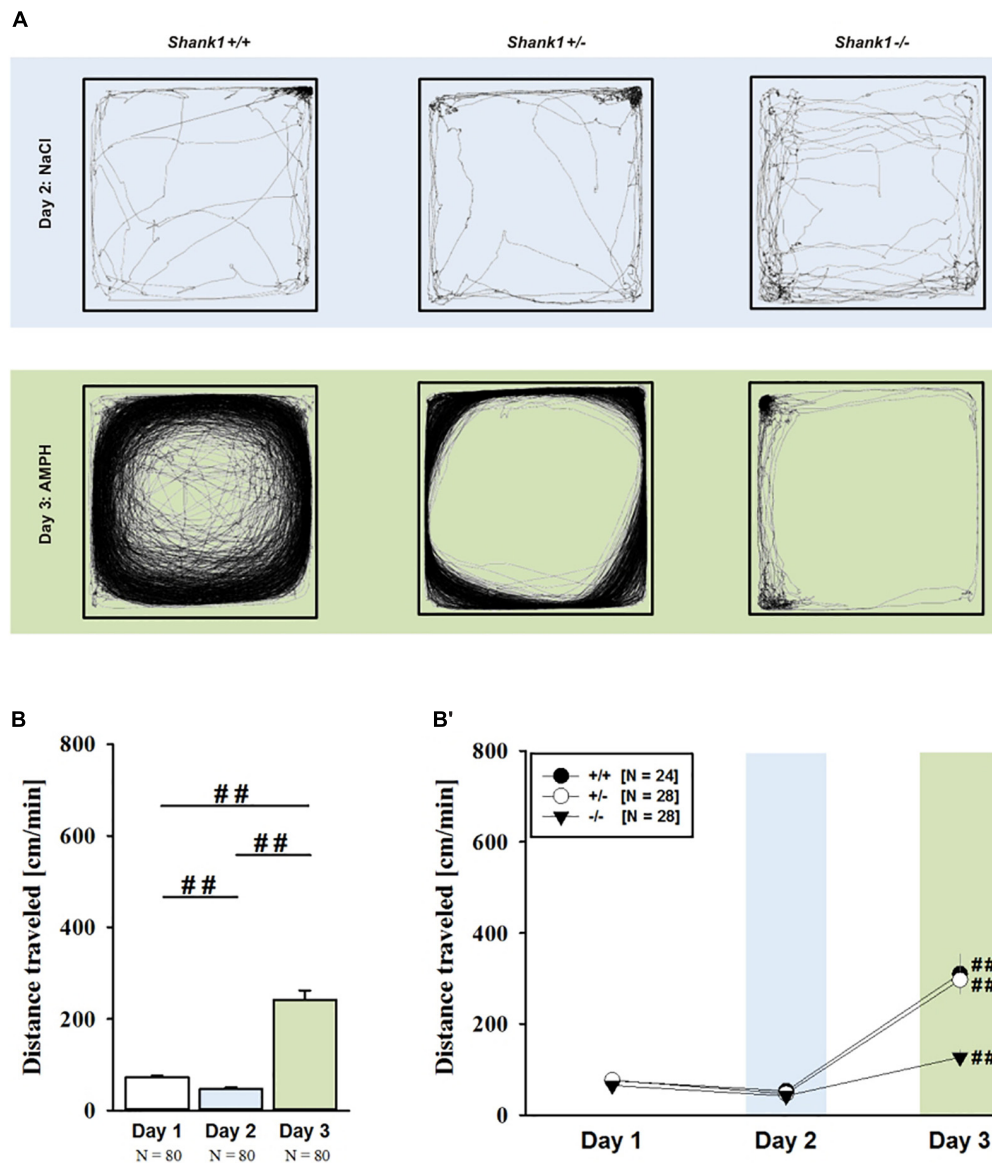 A
Shank1+/+ Shank1+/- Shank1-/-
Day 2: NaCl
Day 3: AMPH
B
Distance traveled [cm/min]
800
600
400
200
0
##
##
##
Day 1 Day 2 Day 3
N = 80 N = 80 N = 80
B'
Distance traveled [cm/min]
800
600
400
200
0
+/+ [N = 24]
+/- [N = 28]
-/- [N = 28]
##
##
##
Day 1 Day 2 Day 3